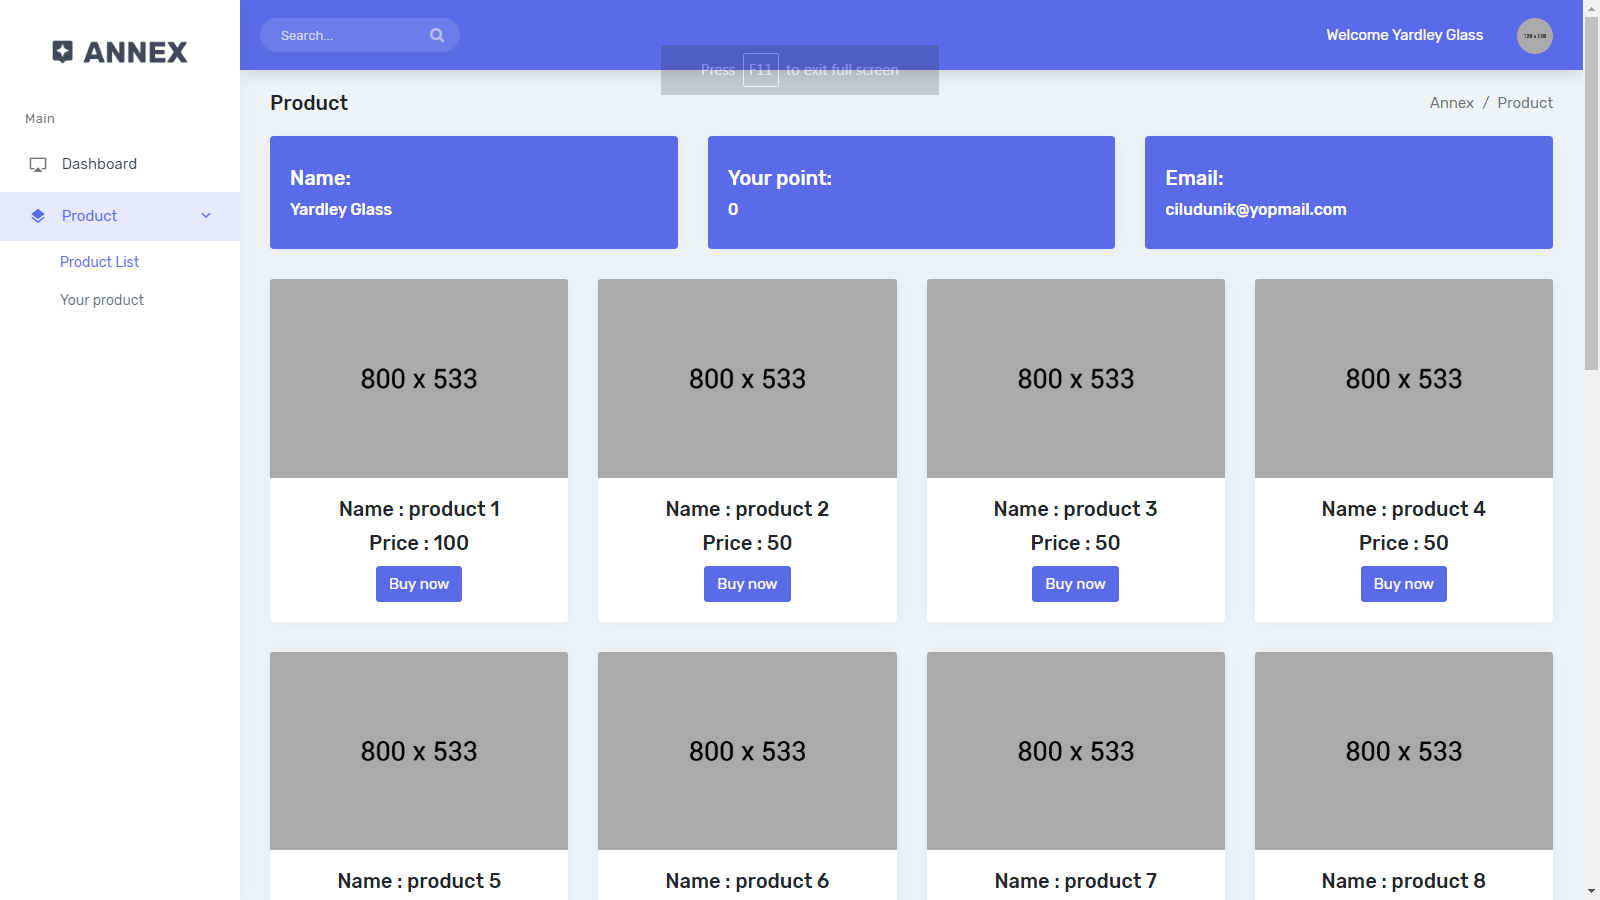 ANNEX
Search...
Welcome Yardley Glass
128 x 128
Press F11 to exit full screen
Main
Dashboard
Product
Product List
Your product
Product
Annex / Product
Name:
Yardley Glass
Your point:
0
Email:
ciludunik@yopmail.com
800 x 533
800 x 533
800 x 533
800 x 533
Name : product 1
Price : 100
Buy now
Name : product 2
Price : 50
Buy now
Name : product 3
Price : 50
Buy now
Name : product 4
Price : 50
Buy now
800 x 533
800 x 533
800 x 533
800 x 533
Name : product 5
Name : product 6
Name : product 7
Name : product 8